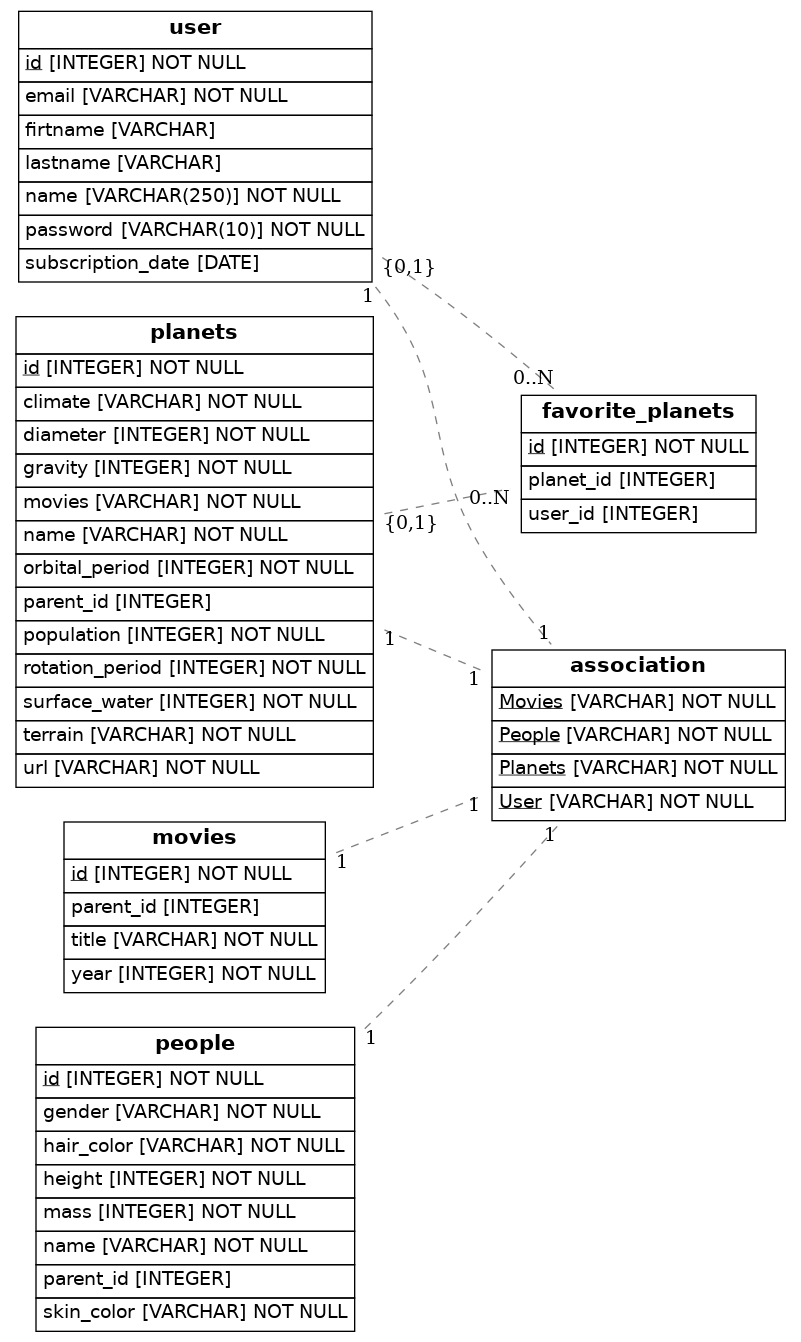 user
id [INTEGER] NOT NULL
email [VARCHAR] NOT NULL
firtname [VARCHAR]
lastname [VARCHAR]
name [VARCHAR(250)] NOT NULL
password [VARCHAR(10)] NOT NULL
subscription_date [DATE]
{0,1}
1
0..N
planets
id [INTEGER] NOT NULL
climate [VARCHAR] NOT NULL
diameter [INTEGER] NOT NULL
gravity [INTEGER] NOT NULL
movies [VARCHAR] NOT NULL
name [VARCHAR] NOT NULL
orbital_period [INTEGER] NOT NULL
parent_id [INTEGER]
population [INTEGER] NOT NULL
rotation_period [INTEGER] NOT NULL
surface_water [INTEGER] NOT NULL
terrain [VARCHAR] NOT NULL
url [VARCHAR] NOT NULL
favorite_planets
id [INTEGER] NOT NULL
planet_id [INTEGER]
user_id [INTEGER]
0..N
{0,1}
1
1
1
association
Movies [VARCHAR] NOT NULL
People [VARCHAR] NOT NULL
Planets [VARCHAR] NOT NULL
User [VARCHAR] NOT NULL
1
1
1
movies
id [INTEGER] NOT NULL
parent_id [INTEGER]
title [VARCHAR] NOT NULL
year [INTEGER] NOT NULL
people
id [INTEGER] NOT NULL
gender [VARCHAR] NOT NULL
hair_color [VARCHAR] NOT NULL
height [INTEGER] NOT NULL
mass [INTEGER] NOT NULL
name [VARCHAR] NOT NULL
parent_id [INTEGER]
skin_color [VARCHAR] NOT NULL
1